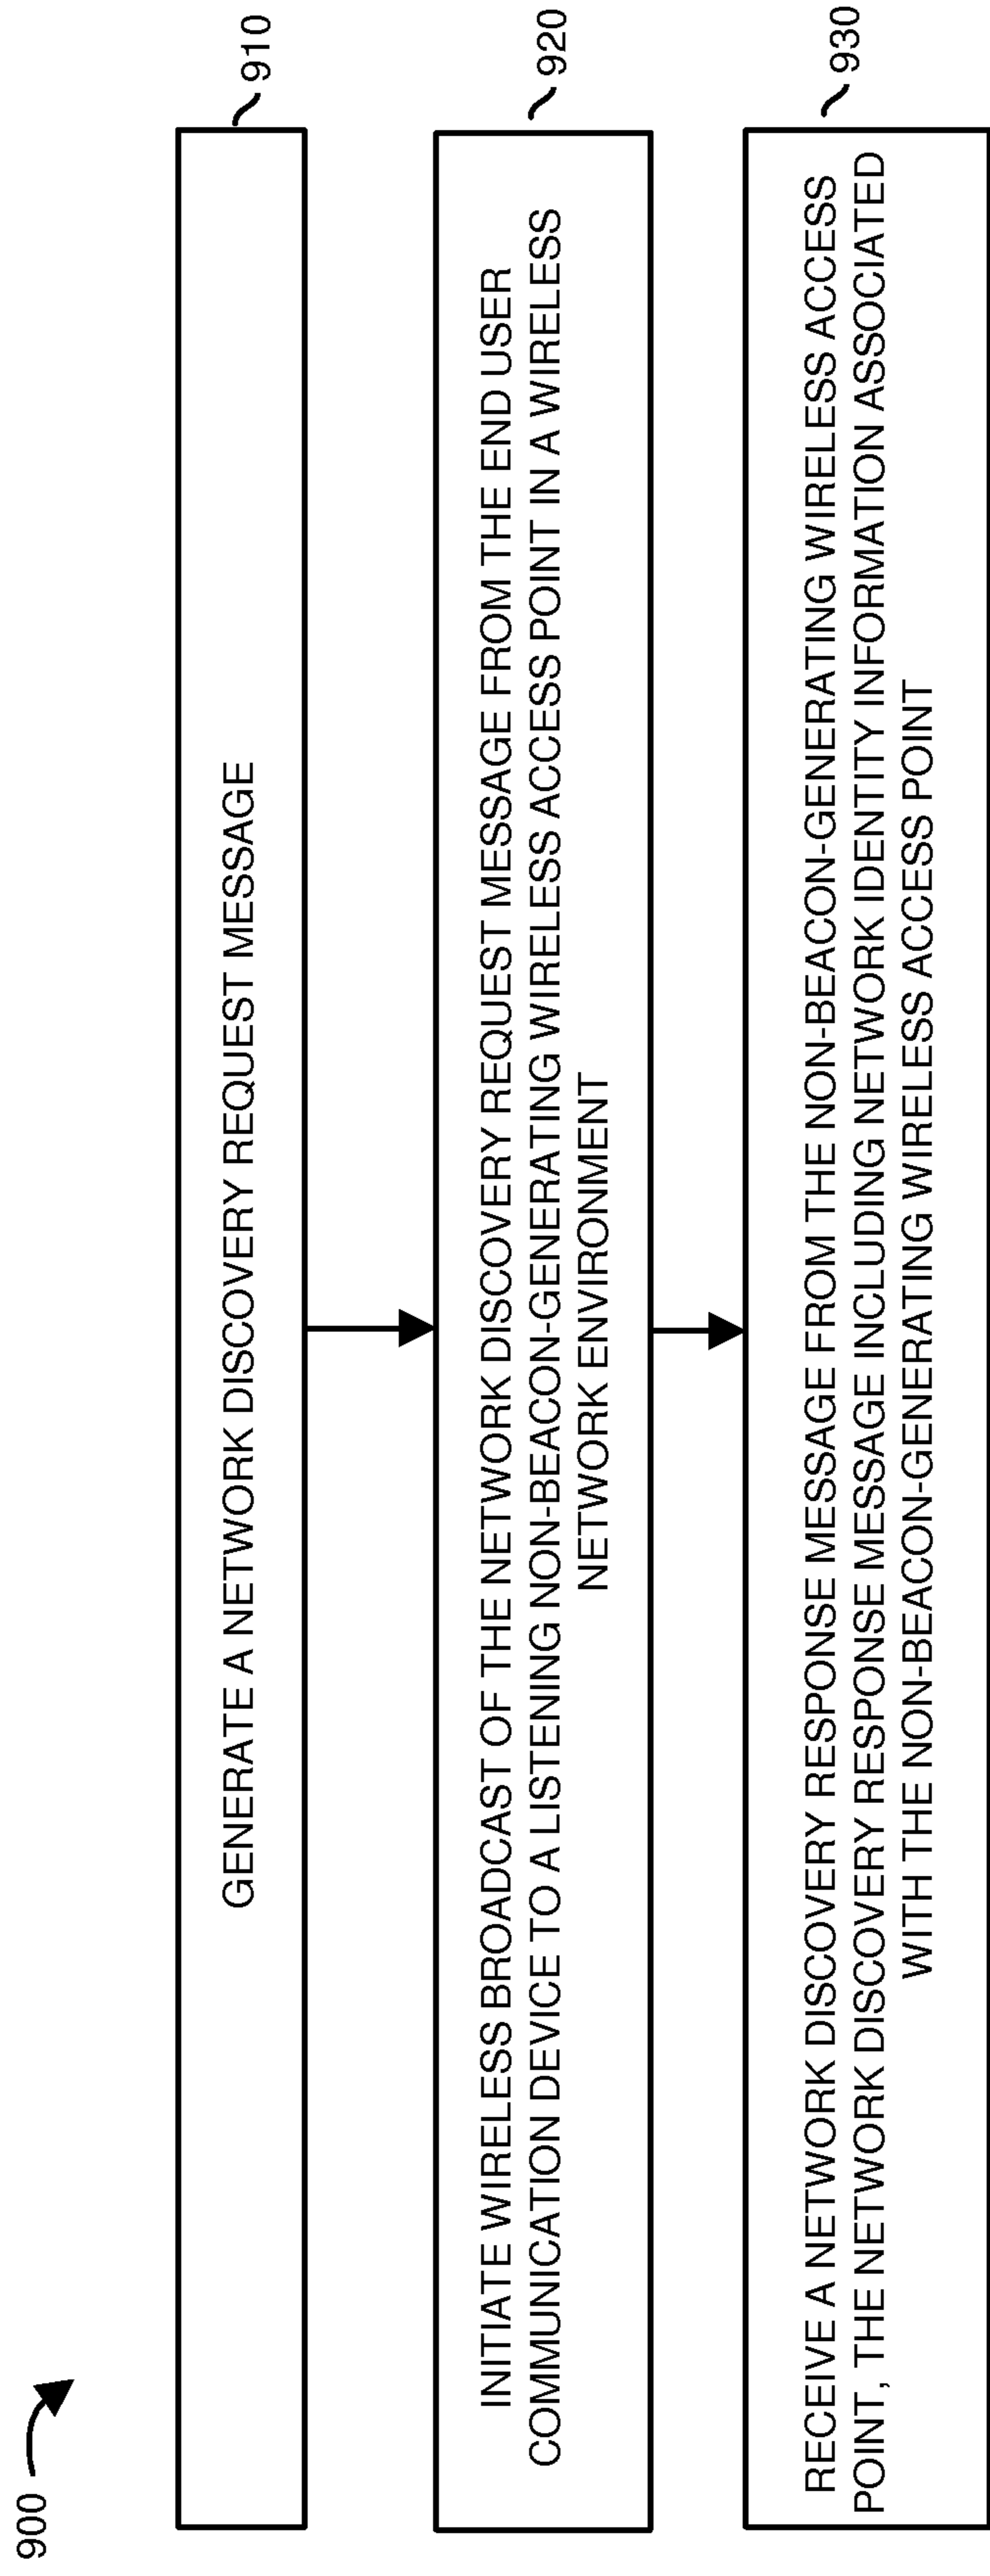 900
910
GENERATE A NETWORK DISCOVERY REQUEST MESSAGE
920
INITIATE WIRELESS BROADCAST OF THE NETWORK DISCOVERY REQUEST MESSAGE FROM THE END USER
COMMUNICATION DEVICE TO A LISTENING NON-BEACON-GENERATING WIRELESS ACCESS POINT IN A WIRELESS
NETWORK ENVIRONMENT
930
RECEIVE A NETWORK DISCOVERY RESPONSE MESSAGE FROM THE NON-BEACON-GENERATING WIRELESS ACCESS
POINT, THE NETWORK DISCOVERY RESPONSE MESSAGE INCLUDING NETWORK IDENTITY INFORMATION ASSOCIATED
WITH THE NON-BEACON-GENERATING WIRELESS ACCESS POINT